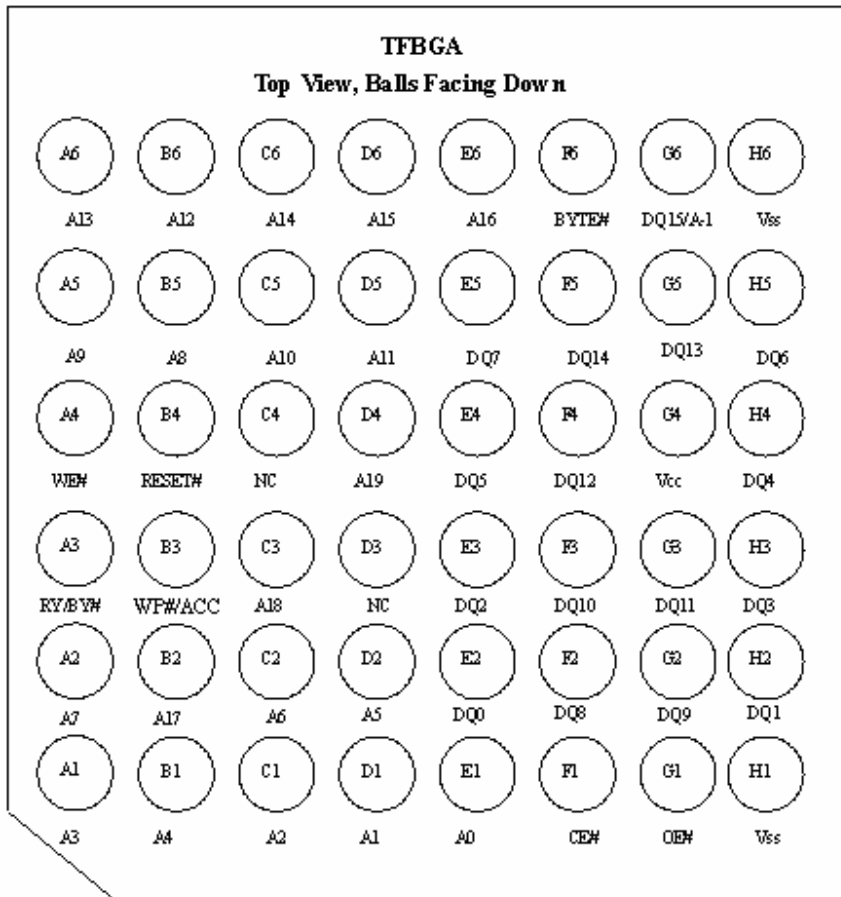 TFBGA
Top View, Balls Facing Down
A6 B6 C6 D6 E6 F6 G6 H6
A13 A12 A14 A15 A16 BYTE# DQ15/A-1 Vss
A5 B5 C5 D5 E5 F5 G5 H5
A9 A8 A10 A11 DQ7 DQ14 DQ13 DQ6
A4 B4 C4 D4 E4 F4 G4 H4
WE# RESET# NC A19 DQ5 DQ12 Vcc DQ4
A3 B3 C3 D3 E3 F3 G3 H3
RY/BY# WP#/ACC A18 NC DQ2 DQ10 DQ11 DQ3
A2 B2 C2 D2 E2 F2 G2 H2
A7 A17 A6 A5 DQ0 DQ8 DQ9 DQ1
A1 B1 C1 D1 E1 F1 G1 H1
A3 A4 A2 A1 A0 CE# OE# Vss